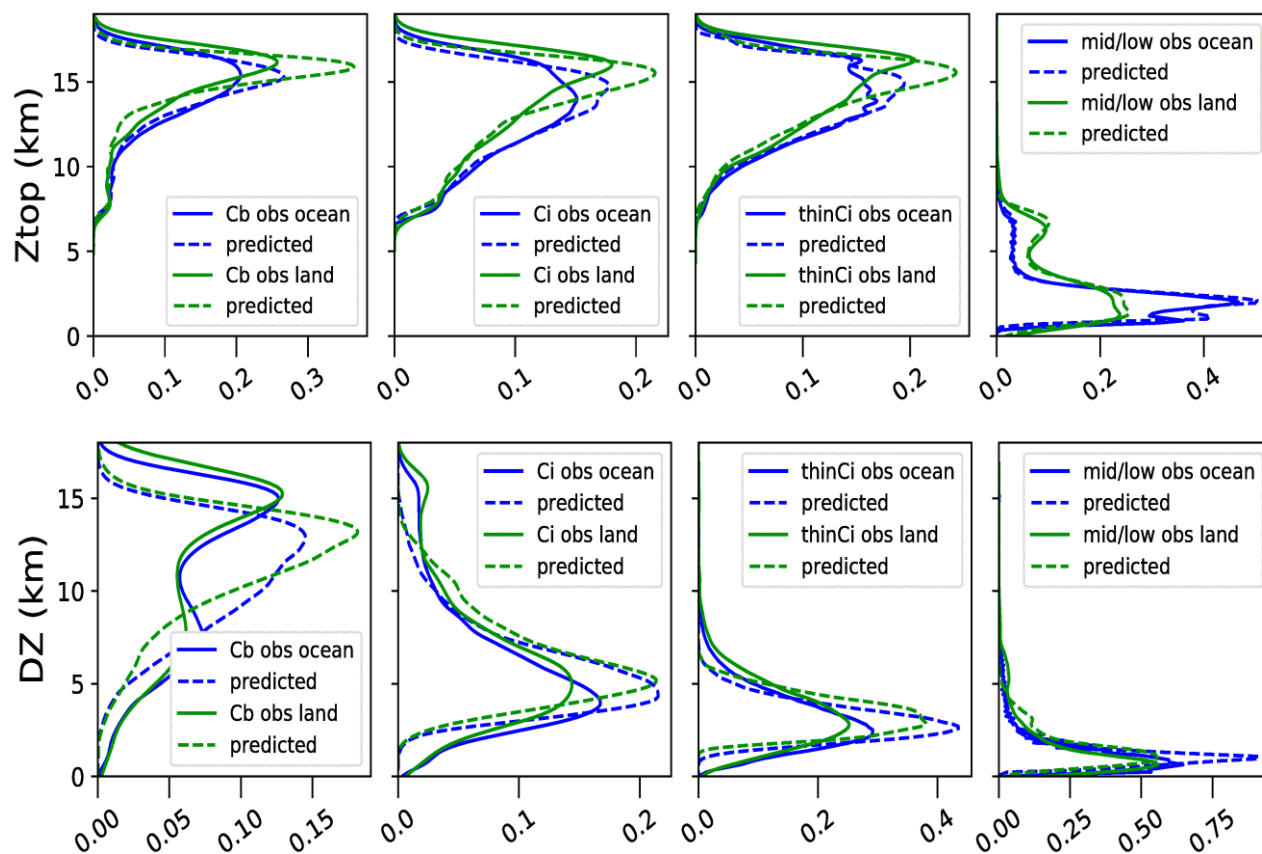 Ztop (km)
15
10
5
0
Cb obs ocean
predicted
Cb obs land
predicted
0.0
0.1
0.2
0.3
Ci obs ocean
predicted
Ci obs land
predicted
0.0
0.1
0.2
thinCi obs ocean
predicted
thinCi obs land
predicted
0.0
0.1
0.2
mid/low obs ocean
predicted
mid/low obs land
predicted
0.0
0.2
0.4
DZ (km)
15
10
5
0
Cb obs ocean
predicted
Cb obs land
predicted
0.00
0.05
0.10
0.15
Ci obs ocean
predicted
Ci obs land
predicted
0.0
0.1
0.2
thinCi obs ocean
predicted
thinCi obs land
predicted
0.0
0.2
0.4
mid/low obs ocean
predicted
mid/low obs land
predicted
0.00
0.25
0.50
0.75